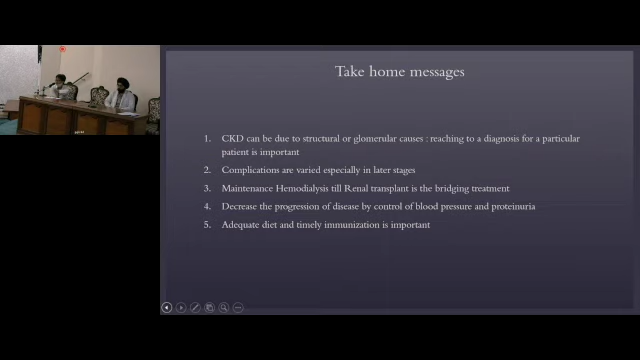 Take home messages
1. CKD can be due to structural or glomerular causes : reaching to a diagnosis for a particular
patient is important
2. Complications are varied especially in later stages
3. Maintenance Hemodialysis till Renal transplant is the bridging treatment
4. Decrease the progression of disease by control of blood pressure and proteinuria
5. Adequate diet and timely immunization is important